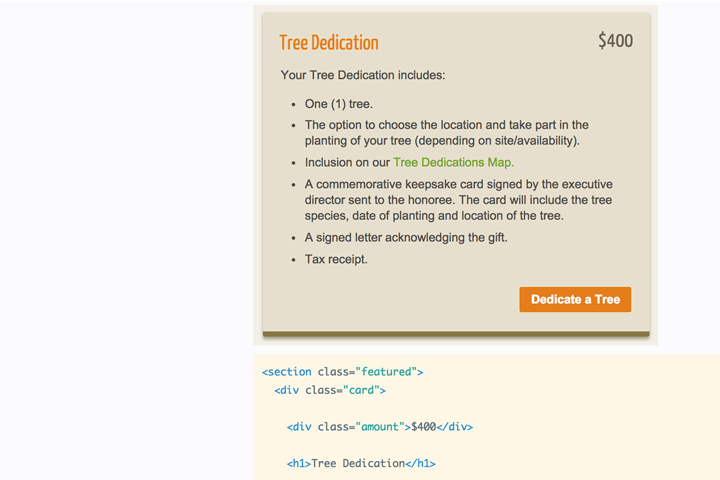 Tree Dedication
$400
Your Tree Dedication includes:
• One (1) tree.
• The option to choose the location and take part in the
planting of your tree (depending on site/availability).
• Inclusion on our Tree Dedications Map.
• A commemorative keepsake card signed by the executive
director sent to the honoree. The card will include the tree
species, date of planting and location of the tree.
• A signed letter acknowledging the gift.
• Tax receipt.
Dedicate a Tree
<section class="featured">
<div class="card">
<div class="amount">$400</div>
<h1>Tree Dedication</h1>